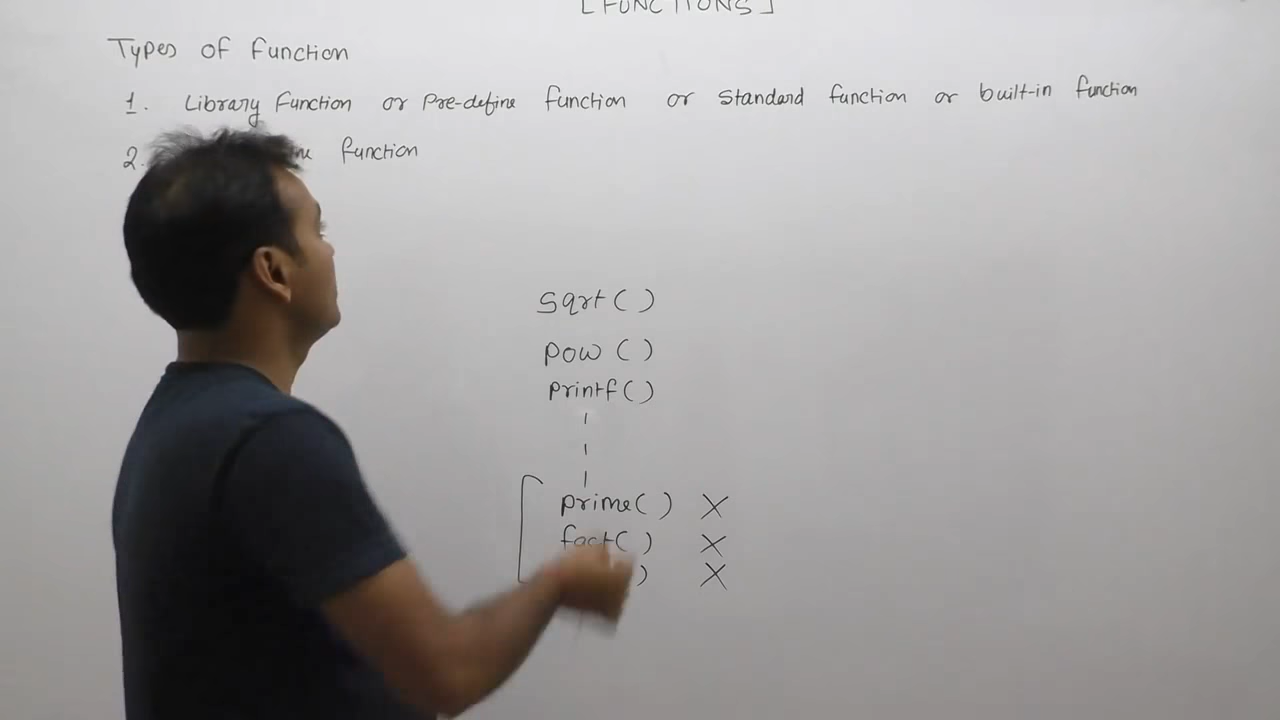 [FUNCTIONS]
Types of function
1. Library function or Pre-define function or Standard function or built-in function
2. function
Sqrt ( )
pow ( )
printf ( )
prime( ) X
fact( ) X
) X